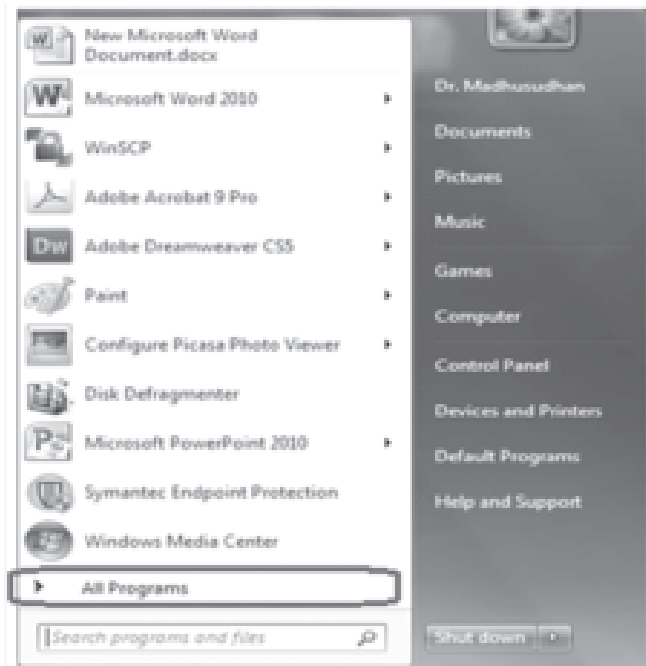 New Microsoft Word
Document.docx
Microsoft Word 2010
WinSCP
Adobe Acrobat 9 Pro
Dw
Adobe Dreamweaver CS5
Paint
Configure Picasa Photo Viewer
Disk Defragmenter
Microsoft PowerPoint 2010
Symantec Endpoint Protection
Windows Media Center
All Programs
Search programs and files
Dr. Madhusudhan
Documents
Pictures
Music
Games
Computer
Control Panel
Devices and Printers
Default Programs
Help and Support
Shut down